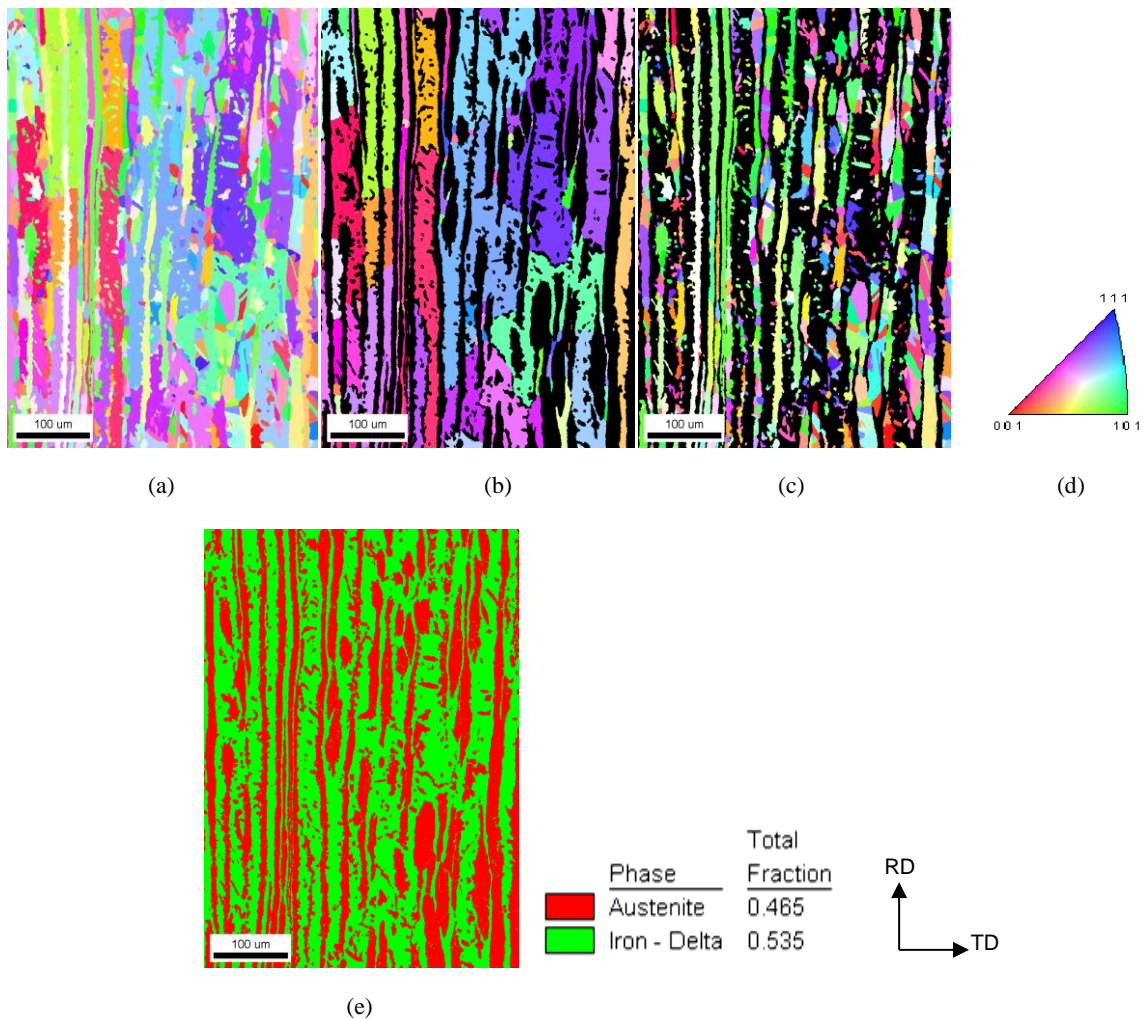 100 um
100 um
100 um
1 1 1
0 0 1
1 0 1
(a)
(b)
(c)
(d)
100 um
Total
Phase Fraction
Austenite 0.465
Iron - Delta 0.535
RD
TD
(e)